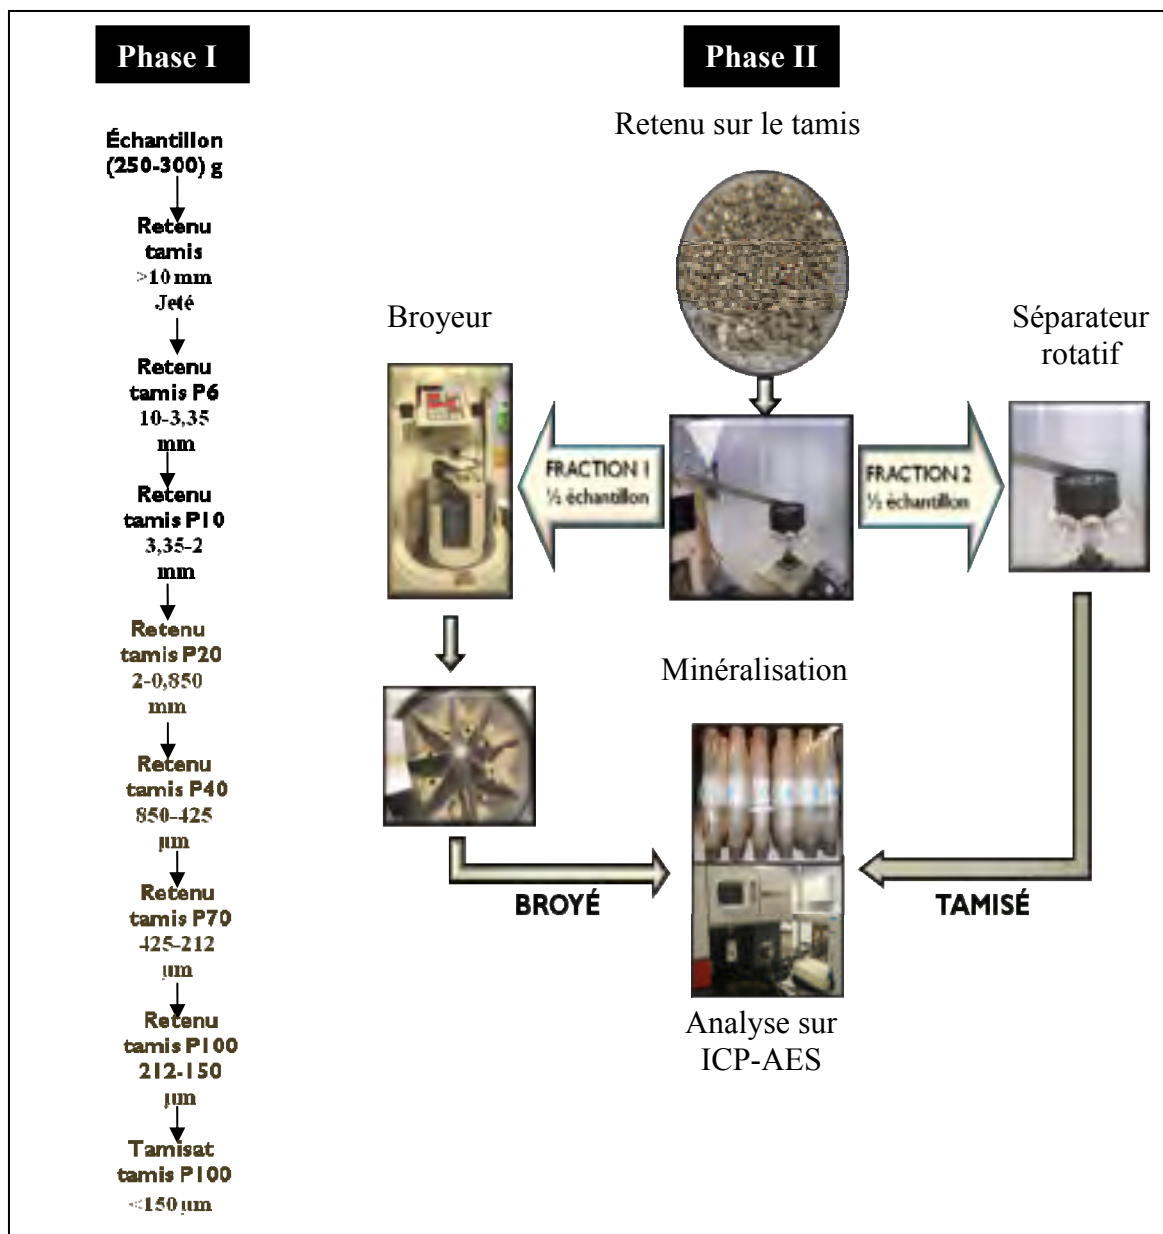 Phase I
Échantillon
(250-300) g
Retenu
tamis
>10 mm
Jeté
Retenu
tamis P6
10-3,35
mm
Retenu
tamis P10
3,35-2
mm
Retenu
tamis P20
2-0,850
mm
Retenu
tamis P40
850-425
µm
Retenu
tamis P70
425-212
µm
Retenu
tamis P100
212-150
µm
Tamisat
tamis P100
<150 µm
Phase II
Retenu sur le tamis
Broyeur
Séparateur
rotatif
FRACTION 1
½ échantillon
FRACTION 2
½ échantillon
Minéralisation
BROYÉ
TAMISÉ
Analyse sur
ICP-AES